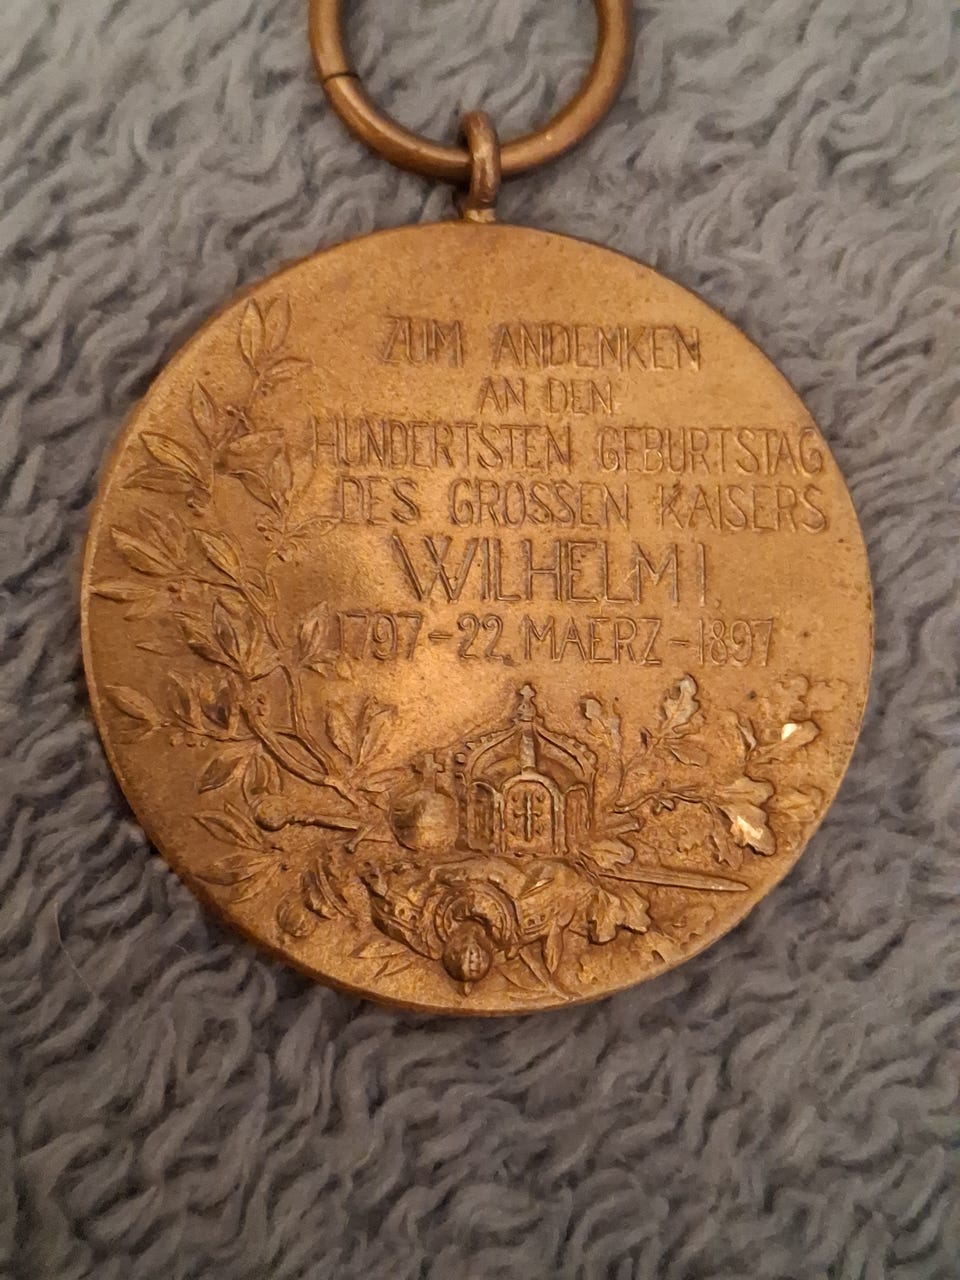 ZUM ANDENKEN
AN DEN
HUNDERTSTEN GEBURTSTAG
DES GROSSEN KAISERS
WILHELM I.
1797-22. MAERZ-1897